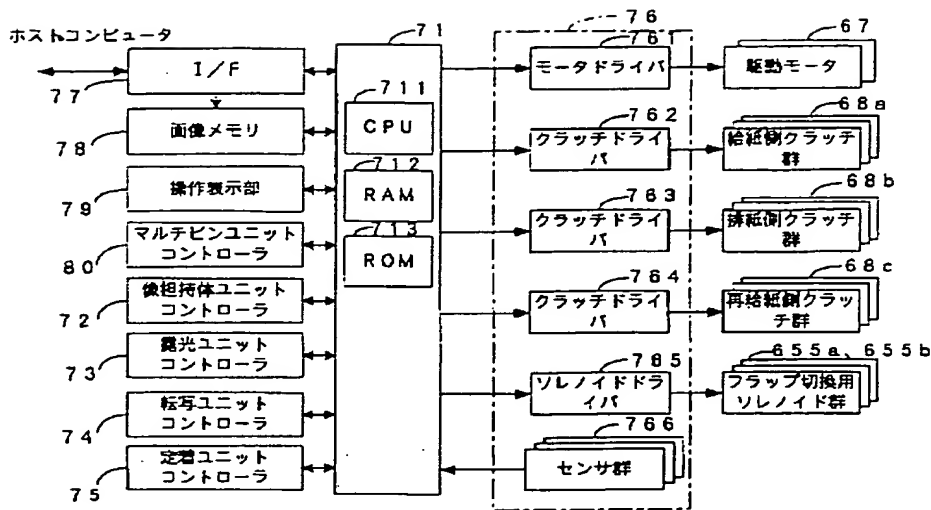 ホストコンピュータ
I/F
77
画像メモリ
78
操作表示部
79
マルチビンユニット
コントローラ
80
像担持体ユニット
コントローラ
72
露光ユニット
コントローラ
73
転写ユニット
コントローラ
74
定着ユニット
コントローラ
75
71
711
CPU
712
RAM
713
ROM
76
761
モータドライバ
762
クラッチドライ
バ
763
クラッチドライ
バ
764
クラッチドライ
バ
765
ソレノイドドラ
イバ
766
センサ群
67
駆動モータ
68a
給紙側クラッチ
群
68b
排紙側クラッチ
群
68c
再給紙側クラッ
チ群
655a、655b
フラップ切換用
ソレノイド群